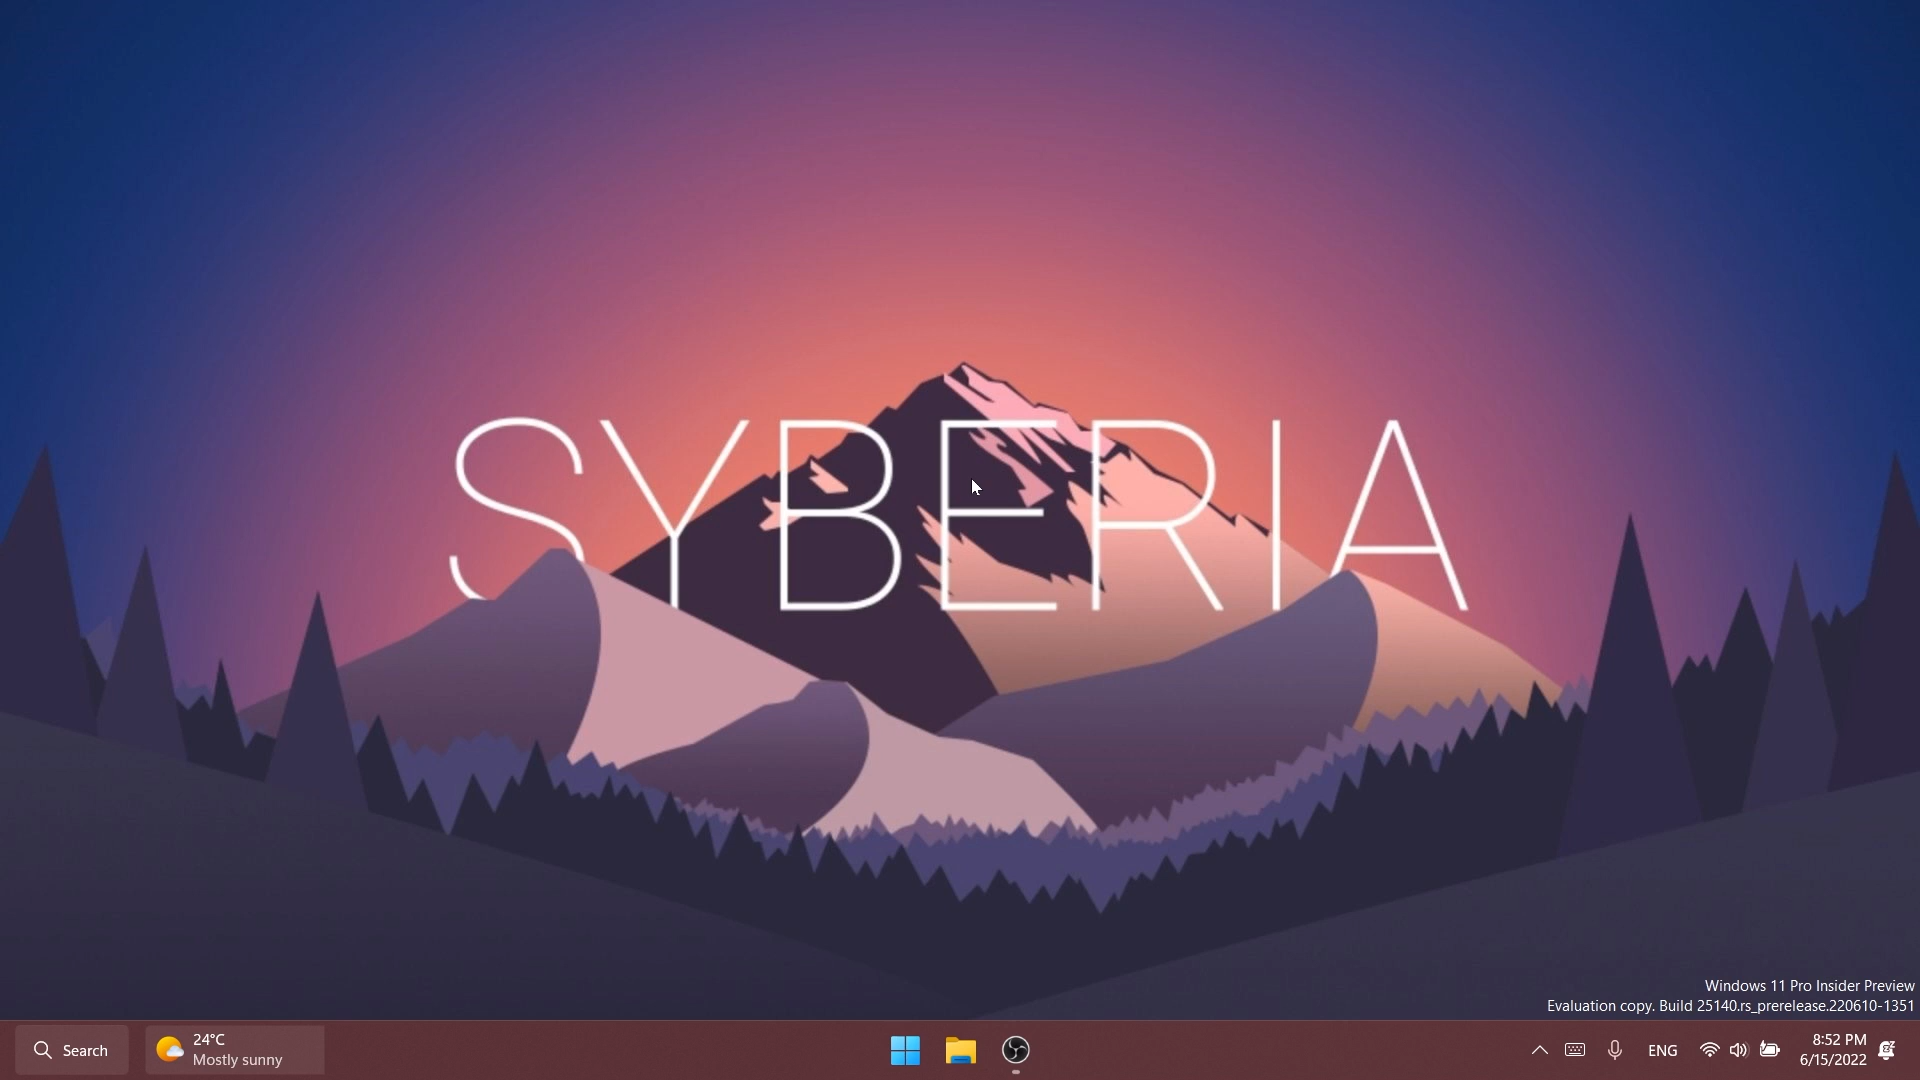 SYBERIA
Windows 11 Pro Insider Preview
Evaluation copy. Build 25140.rs_prerelease.220610-1351
Search
24°C
Mostly sunny
ENG
8:52 PM
6/15/2022